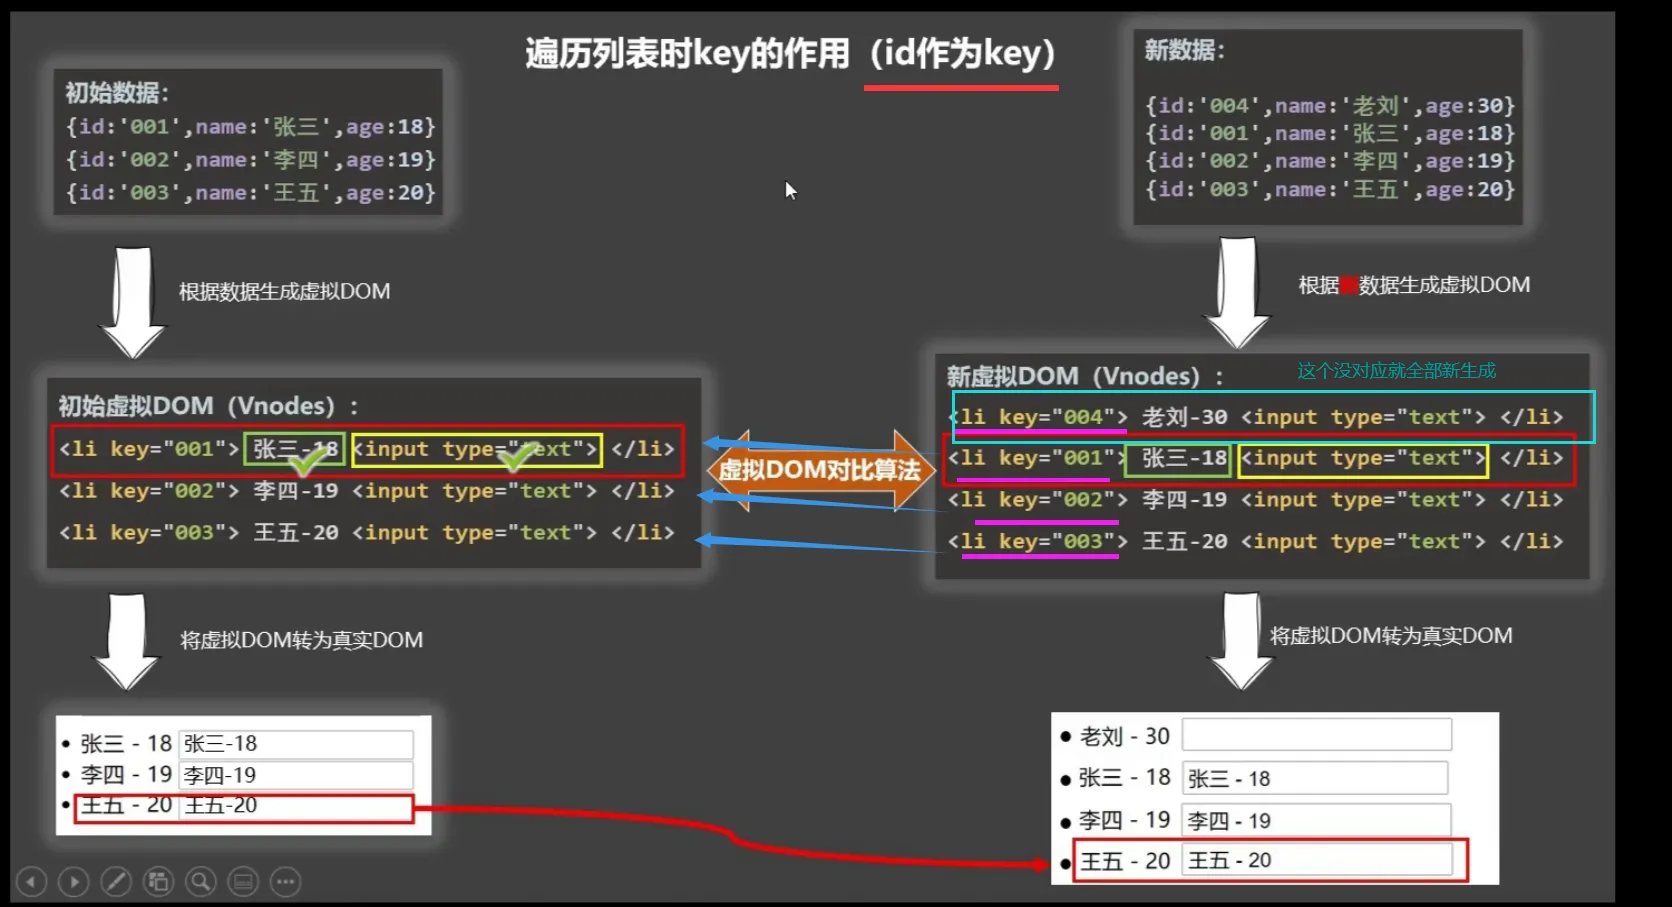 遍历列表时key的作用（id作为key）
初始数据：
{id:'001',name:'张三',age:18}
{id:'002',name:'李四',age:19}
{id:'003',name:'王五',age:20}
新数据：
{id:'004',name:'老刘',age:30}
{id:'001',name:'张三',age:18}
{id:'002',name:'李四',age:19}
{id:'003',name:'王五',age:20}
根据数据生成虚拟DOM
根据数据生成虚拟DOM
初始虚拟DOM（Vnodes）：
<li key="001"> 张三-18 <input type="text"> </li>
<li key="002"> 李四-19 <input type="text"> </li>
<li key="003"> 王五-20 <input type="text"> </li>
虚拟DOM对比算法
新虚拟DOM（Vnodes）：
这个没对应就全部新生成
<li key="004"> 老刘-30 <input type="text"> </li>
<li key="001"> 张三-18 <input type="text"> </li>
<li key="002"> 李四-19 <input type="text"> </li>
<li key="003"> 王五-20 <input type="text"> </li>
将虚拟DOM转为真实DOM
将虚拟DOM转为真实DOM
张三 - 18 张三-18
李四 - 19 李四-19
王五 - 20 王五-20
老刘 - 30
张三 - 18 张三 - 18
李四 - 19 李四 - 19
王五 - 20 王五 - 20